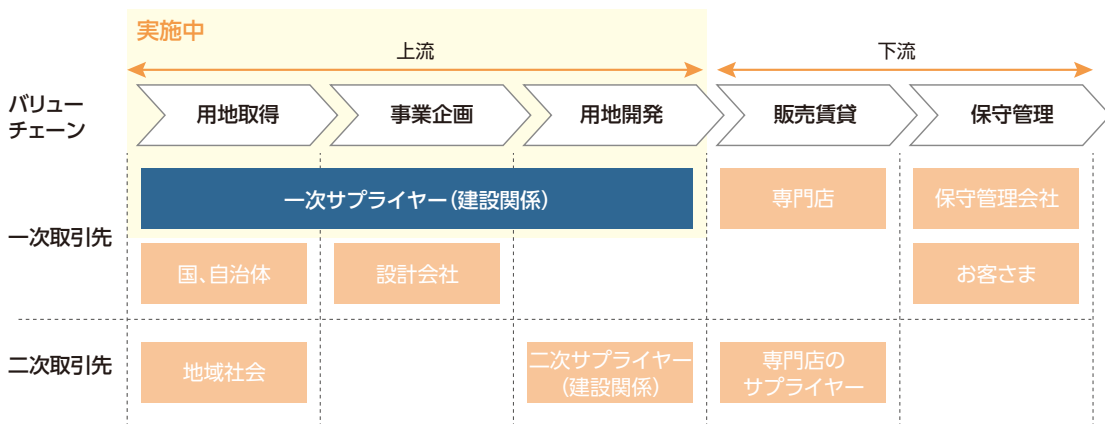 実施中
上流
下流
バリュー
チェーン
用地取得
事業企画
用地開発
販売賃貸
保守管理
一次取引先
一次サプライヤー(建設関係)
専門店
保守管理会社
国、自治体
設計会社
お客さま
二次取引先
地域社会
二次サプライヤー
(建設関係)
専門店の
サプライヤー